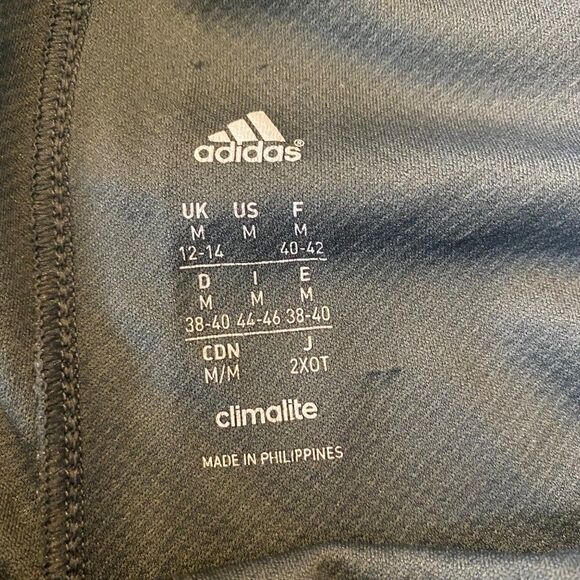 adidas®
UK US F
M M M
12-14 40-42
D I E
M M M
38-40 44-46 38-40
CDN J
M/M 2XOT
climalite
MADE IN PHILIPPINES